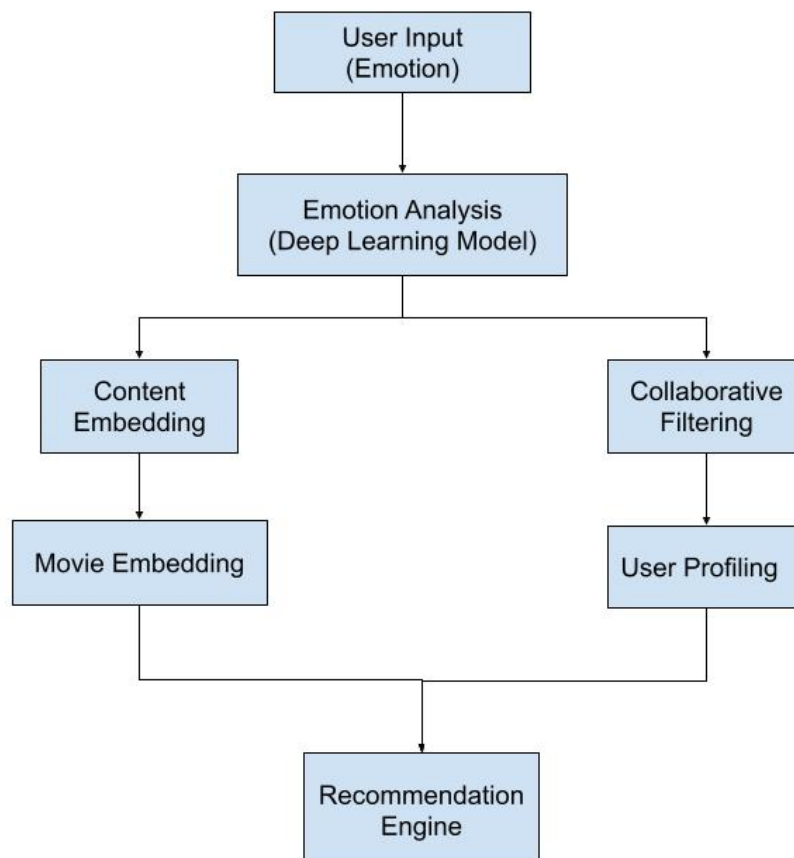 User Input
(Emotion)
Emotion Analysis
(Deep Learning Model)
Content
Embedding
Collaborative
Filtering
Movie Embedding
User Profiling
Recommendation
Engine